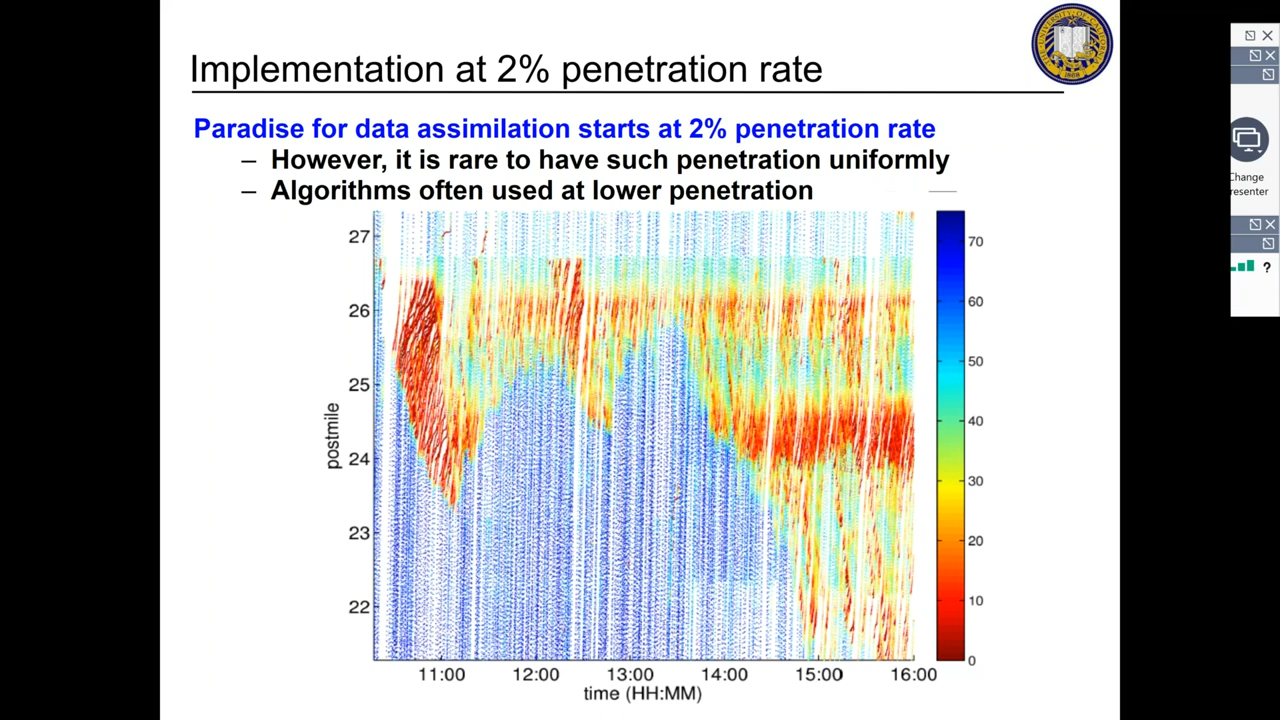 Implementation at 2% penetration rate
Paradise for data assimilation starts at 2% penetration rate
– However, it is rare to have such penetration uniformly
– Algorithms often used at lower penetration
27
26
25
24
23
22
postmile
11:00 12:00 13:00 14:00 15:00 16:00
time (HH:MM)
70
60
50
40
30
20
10
0
Change
resenter
?